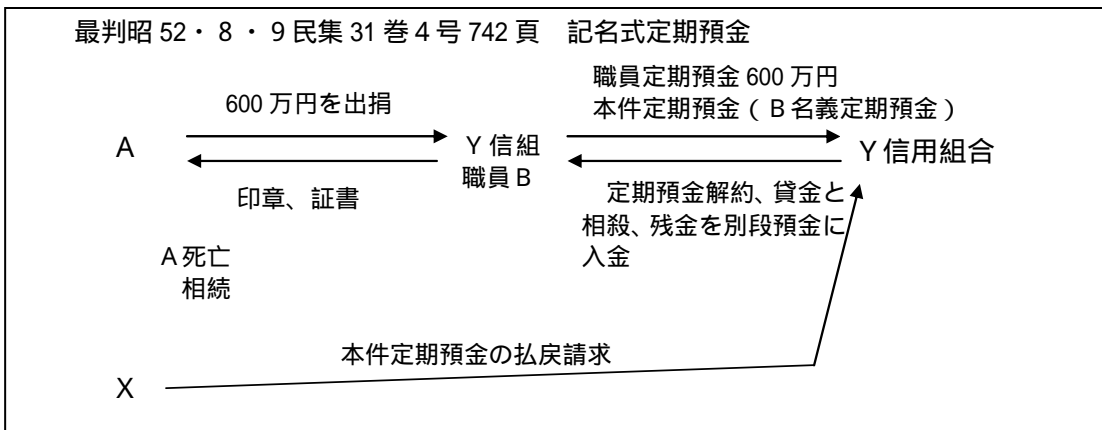 最判昭 52・8・9民集 31 巻4号 742 頁　記名式定期預金
職員定期預金 600 万円
600 万円を出捐
本件定期預金（B名義定期預金）
A
Y信組
職員B
Y信用組合
印章、証書
定期預金解約、貸金と
相殺、残金を別段預金に
入金
A死亡
相続
本件定期預金の払戻請求
X